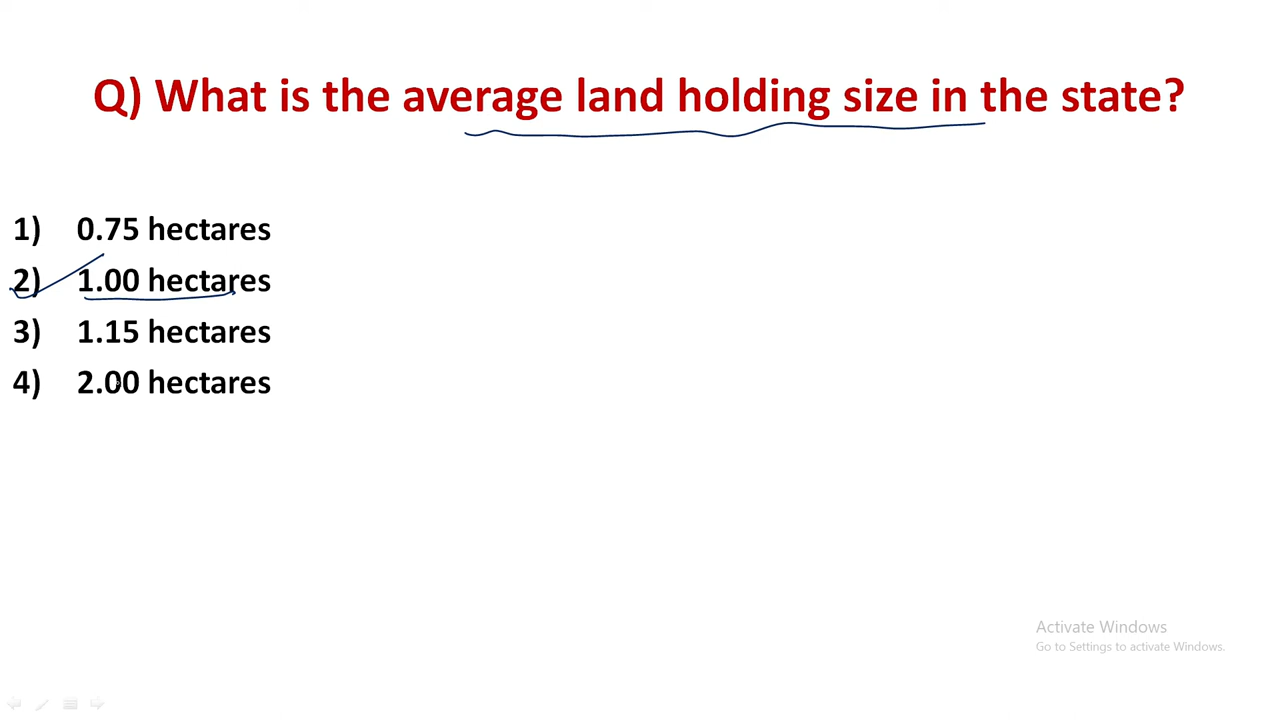 Q) What is the average land holding size in the state?
1) 0.75 hectares
2) 1.00 hectares
3) 1.15 hectares
4) 2.00 hectares
Activate Windows
Go to Settings to activate Windows.